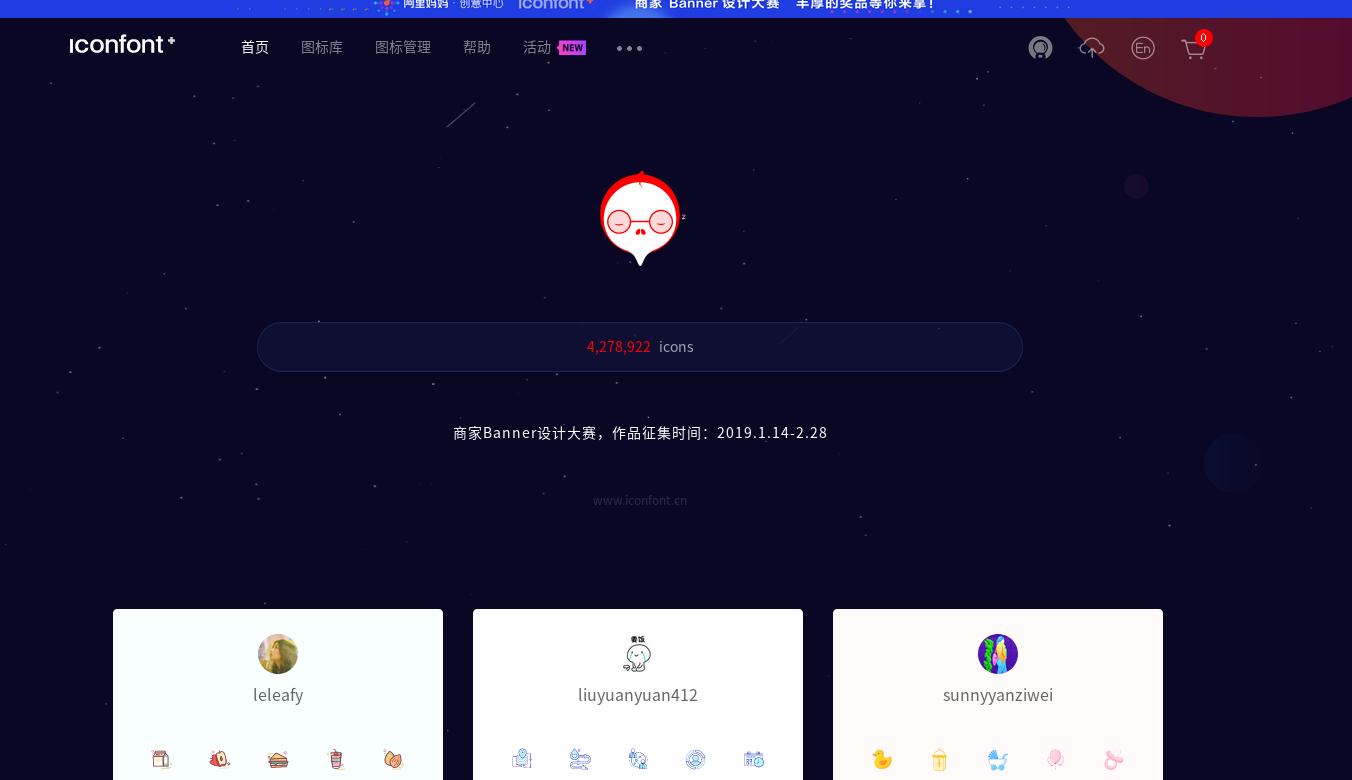 阿里妈妈 · 创意中心 iconfont+ 商家 Banner 设计大赛 丰厚的奖品等你来拿!
iconfont+ 首页 图标库 图标管理 帮助 活动 NEW En 0
z
4,278,922 icons
商家Banner设计大赛，作品征集时间：2019.1.14-2.28
www.iconfont.cn
leleafy
要饭
liuyuanyuan412
sunnyyanziwei